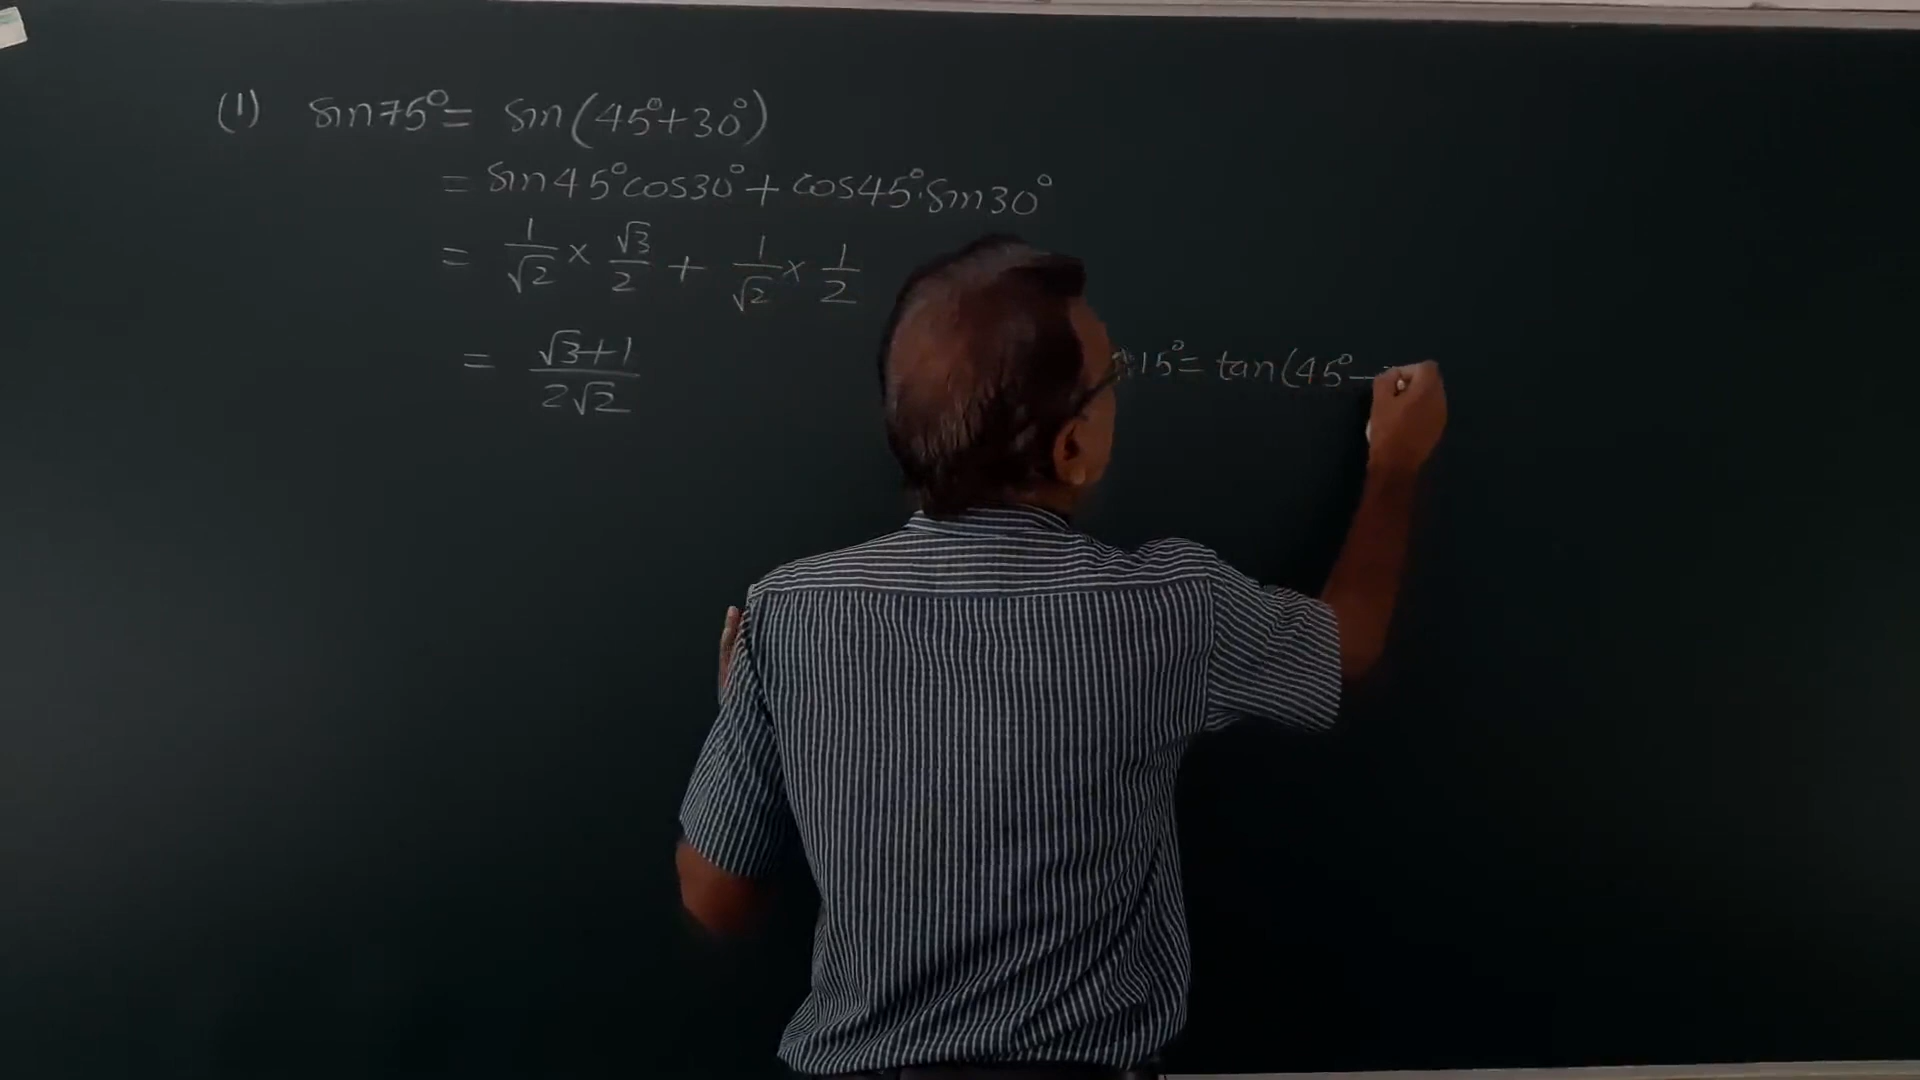 (1) sin75°= sin(45°+30°)
= sin45°cos30°+cos45°.sin30°
= 1/√2 × √3/2 + 1/√2 × 1/2
= √3+1/2√2
15°= tan(45°-